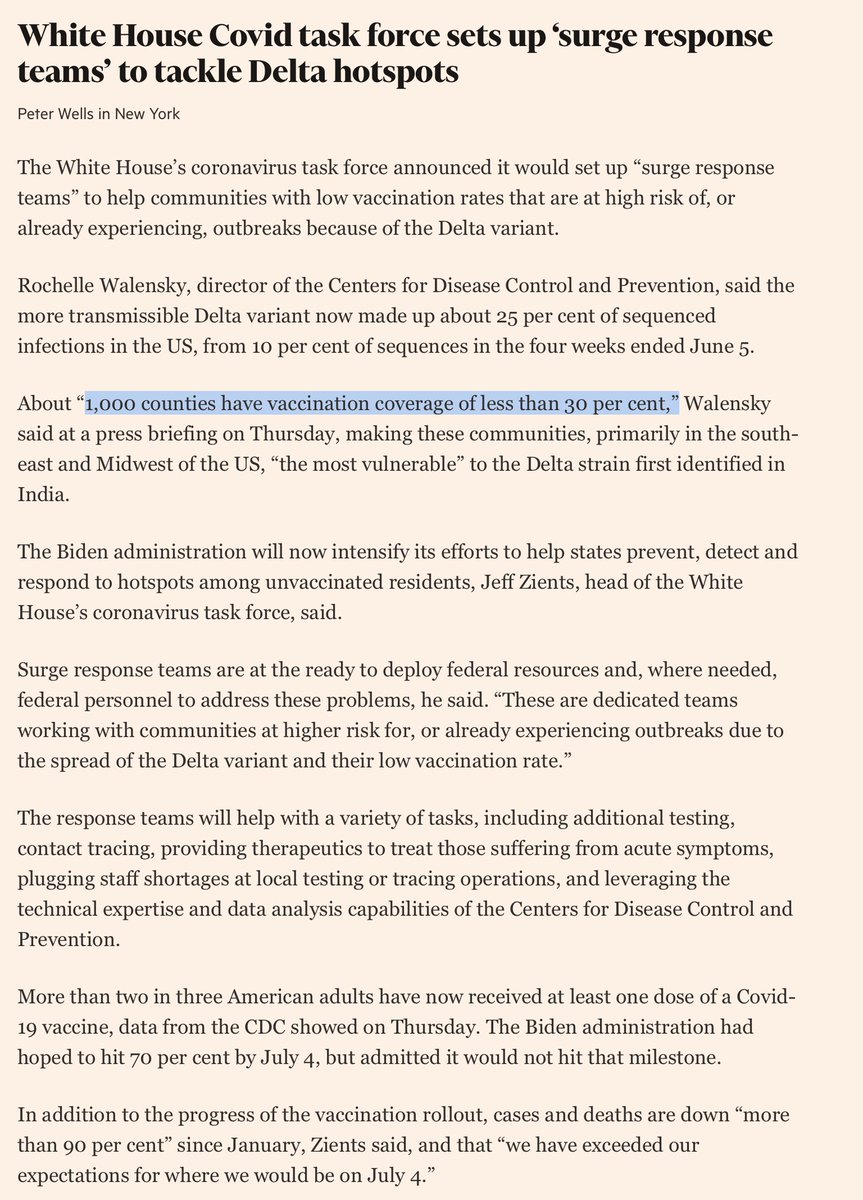 White House Covid task force sets up ‘surge response
teams’ to tackle Delta hotspots
Peter Wells in New York
The White House’s coronavirus task force announced it would set up “surge response
teams” to help communities with low vaccination rates that are at high risk of, or
already experiencing, outbreaks because of the Delta variant.
Rochelle Walensky, director of the Centers for Disease Control and Prevention, said the
more transmissible Delta variant now made up about 25 per cent of sequenced
infections in the US, from 10 per cent of sequences in the four weeks ended June 5.
About “1,000 counties have vaccination coverage of less than 30 per cent,” Walensky
said at a press briefing on Thursday, making these communities, primarily in the south-
east and Midwest of the US, “the most vulnerable” to the Delta strain first identified in
India.
The Biden administration will now intensify its efforts to help states prevent, detect and
respond to hotspots among unvaccinated residents, Jeff Zients, head of the White
House’s coronavirus task force, said.
Surge response teams are at the ready to deploy federal resources and, where needed,
federal personnel to address these problems, he said. “These are dedicated teams
working with communities at higher risk for, or already experiencing outbreaks due to
the spread of the Delta variant and their low vaccination rate.”
The response teams will help with a variety of tasks, including additional testing,
contact tracing, providing therapeutics to treat those suffering from acute symptoms,
plugging staff shortages at local testing or tracing operations, and leveraging the
technical expertise and data analysis capabilities of the Centers for Disease Control and
Prevention.
More than two in three American adults have now received at least one dose of a Covid-
19 vaccine, data from the CDC showed on Thursday. The Biden administration had
hoped to hit 70 per cent by July 4, but admitted it would not hit that milestone.
In addition to the progress of the vaccination rollout, cases and deaths are down “more
than 90 per cent” since January, Zients said, and that “we have exceeded our
expectations for where we would be on July 4.”